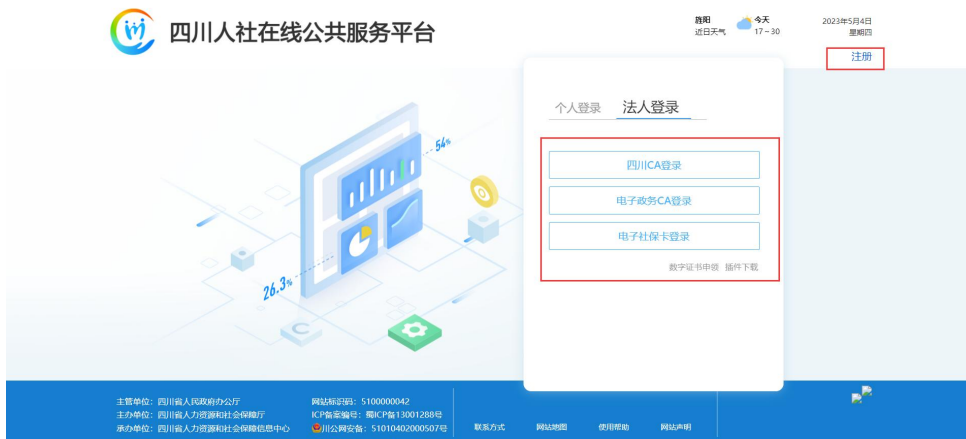 四川人社在线公共服务平台
旌阳 今天 2023年5月4日
近日天气 17~30 星期四
注册
个人登录 法人登录
四川CA登录
电子政务CA登录
电子社保卡登录
数字证书申领 插件下载
54%
26.3%
主管单位：四川省人民政府办公厅 网站标识码：5100000042
主办单位：四川省人力资源和社会保障厅 ICP备案编号：蜀ICP备13001288号
承办单位：四川省人力资源和社会保障信息中心 川公网安备：51010402000507号 联系方式 网站地图 使用帮助 网站声明